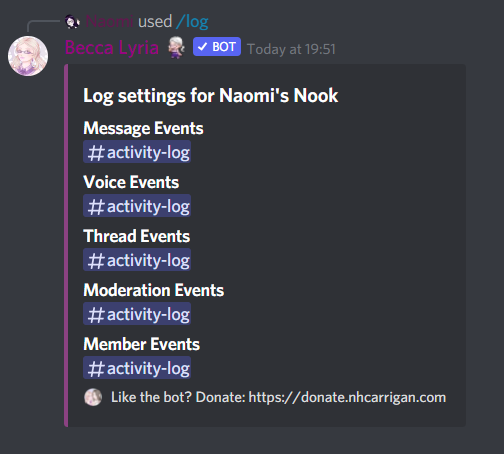 Naomi used /log
Becca Lyria ✓ BOT Today at 19:51
Log settings for Naomi's Nook
Message Events
#activity-log
Voice Events
#activity-log
Thread Events
#activity-log
Moderation Events
#activity-log
Member Events
#activity-log
Like the bot? Donate: https://donate.nhcarrigan.com